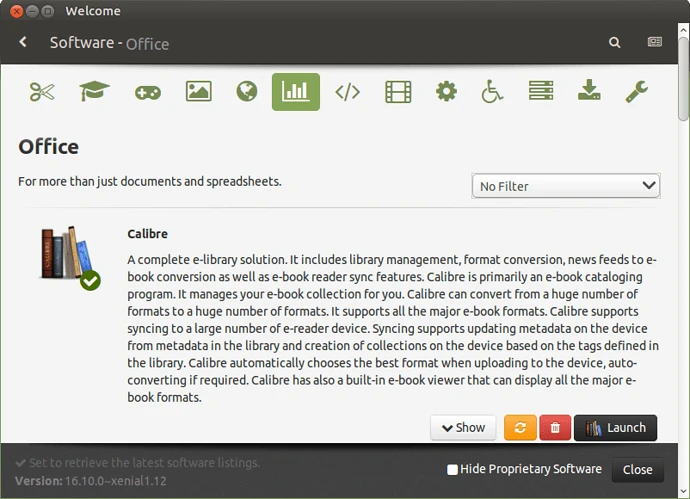 Welcome
Software - Office
Office
For more than just documents and spreadsheets.
No Filter
Calibre
A complete e-library solution. It includes library management, format conversion, news feeds to e-
book conversion as well as e-book reader sync features. Calibre is primarily an e-book cataloging
program. It manages your e-book collection for you. Calibre can convert from a huge number of
formats to a huge number of formats. It supports all the major e-book formats. Calibre supports
syncing to a large number of e-reader device. Syncing supports updating metadata on the device
from metadata in the library and creation of collections on the device based on the tags defined in
the library. Calibre automatically chooses the best format when uploading to the device, auto-
converting if required. Calibre has also a built-in e-book viewer that can display all the major e-
book formats.
Show
Launch
Set to retrieve the latest software listings.
Version: 16.10.0~xenial1.12
Hide Proprietary Software
Close